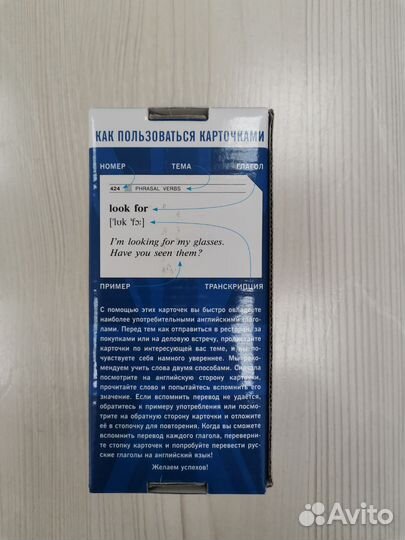 КАК ПОЛЬЗОВАТЬСЯ КАРТОЧКАМИ
НОМЕР ТЕМА ГЛАГОЛ
424 PHRASAL VERBS
look for
['lʊk 'fɔ:]
I'm looking for my glasses.
Have you seen them?
ПРИМЕР ТРАНСКРИПЦИЯ
С помощью этих карточек вы быстро овладеете
наиболее употребительными английскими глаго-
лами. Перед тем как отправиться в ресторан, за
покупками или на деловую встречу, пролистайте
карточки по интересующей вас теме, и вы по-
чувствуете себя намного увереннее. Мы реко-
мендуем учить слова двумя способами. Сначала
посмотрите на английскую сторону карточки,
прочитайте слово и попытайтесь вспомнить его
значение. Если вспомнить перевод не удаётся,
обратитесь к примеру употребления или посмо-
трите на обратную сторону карточки и отложите
её в стопочку для повторения. Когда вы сможете
вспомнить перевод каждого глагола, переверни-
те стопку карточек и попробуйте перевести рус-
ские глаголы на английский язык!
Желаем успехов!
Avito